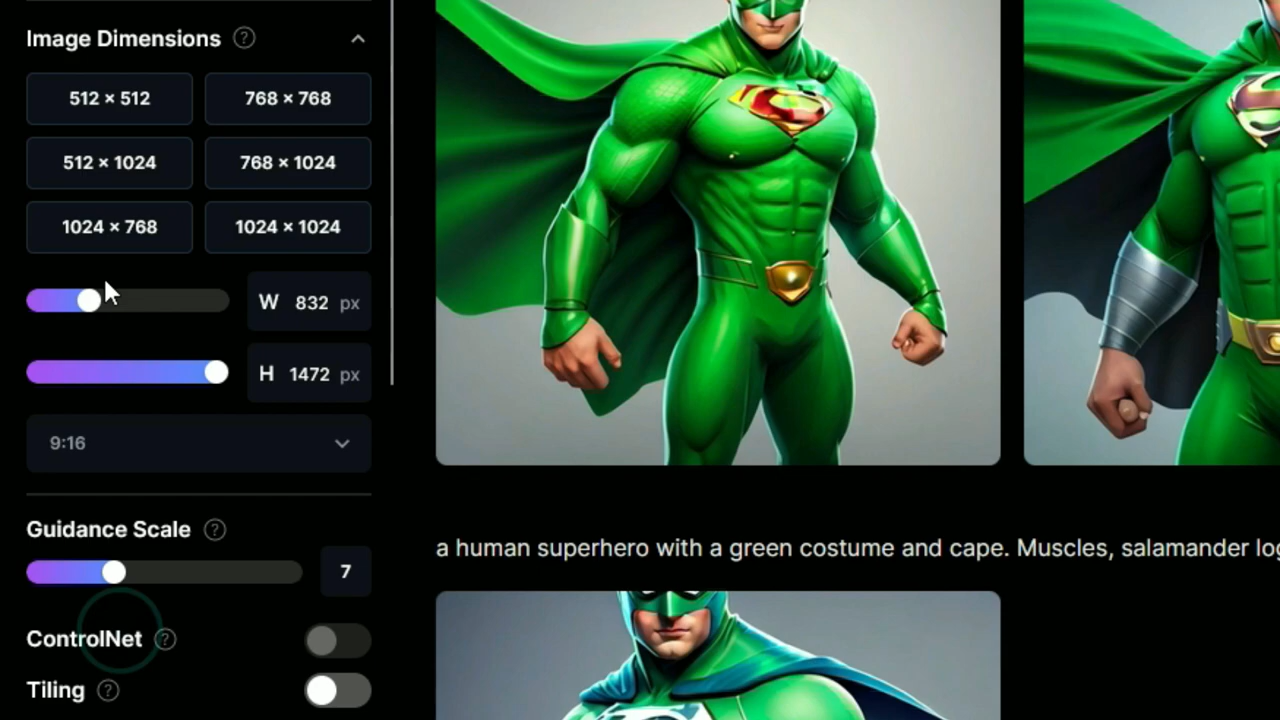 Image Dimensions ?
512 × 512
768 × 768
512 × 1024
768 × 1024
1024 × 768
1024 × 1024
W 832 px
H 1472 px
9:16
Guidance Scale ?
7
ControlNet ?
Tiling ?
a human superhero with a green costume and cape. Muscles, salamander